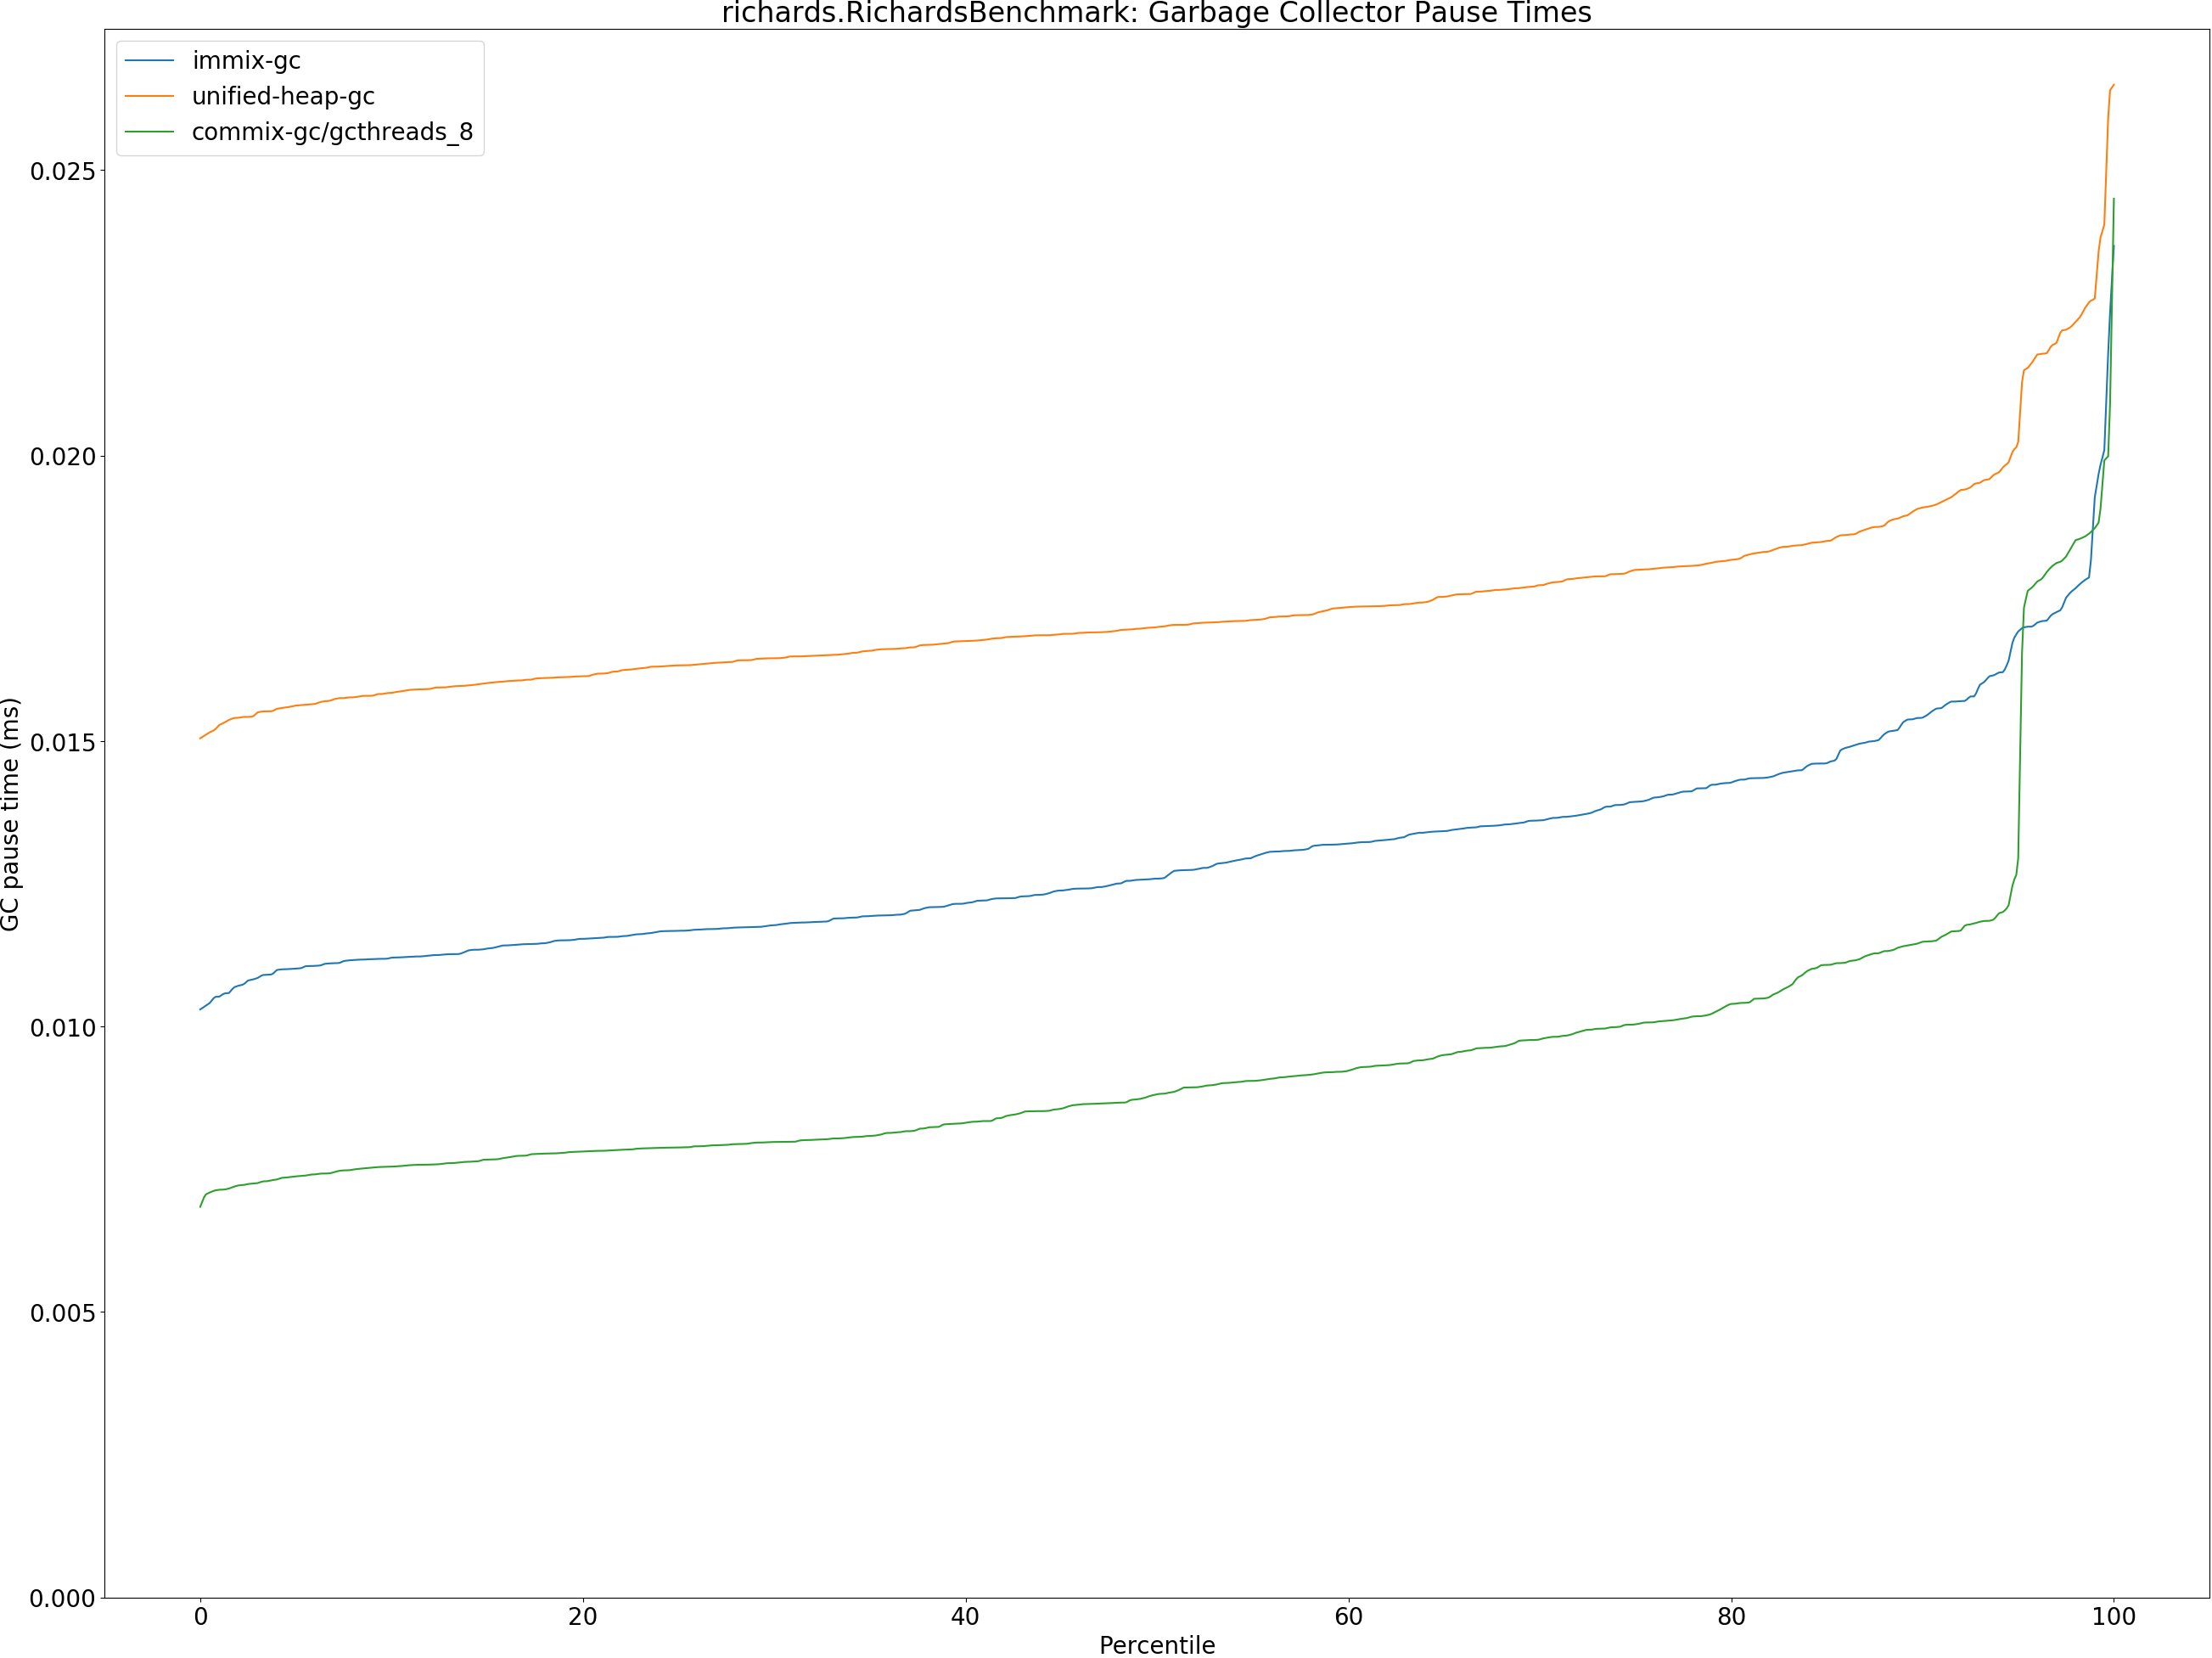 richards.RichardsBenchmark: Garbage Collector Pause Times
immix-gc
unified-heap-gc
commix-gc/gcthreads_8
GC pause time (ms)
0.025
0.020
0.015
0.010
0.005
0.000
0 20 40 60 80 100
Percentile